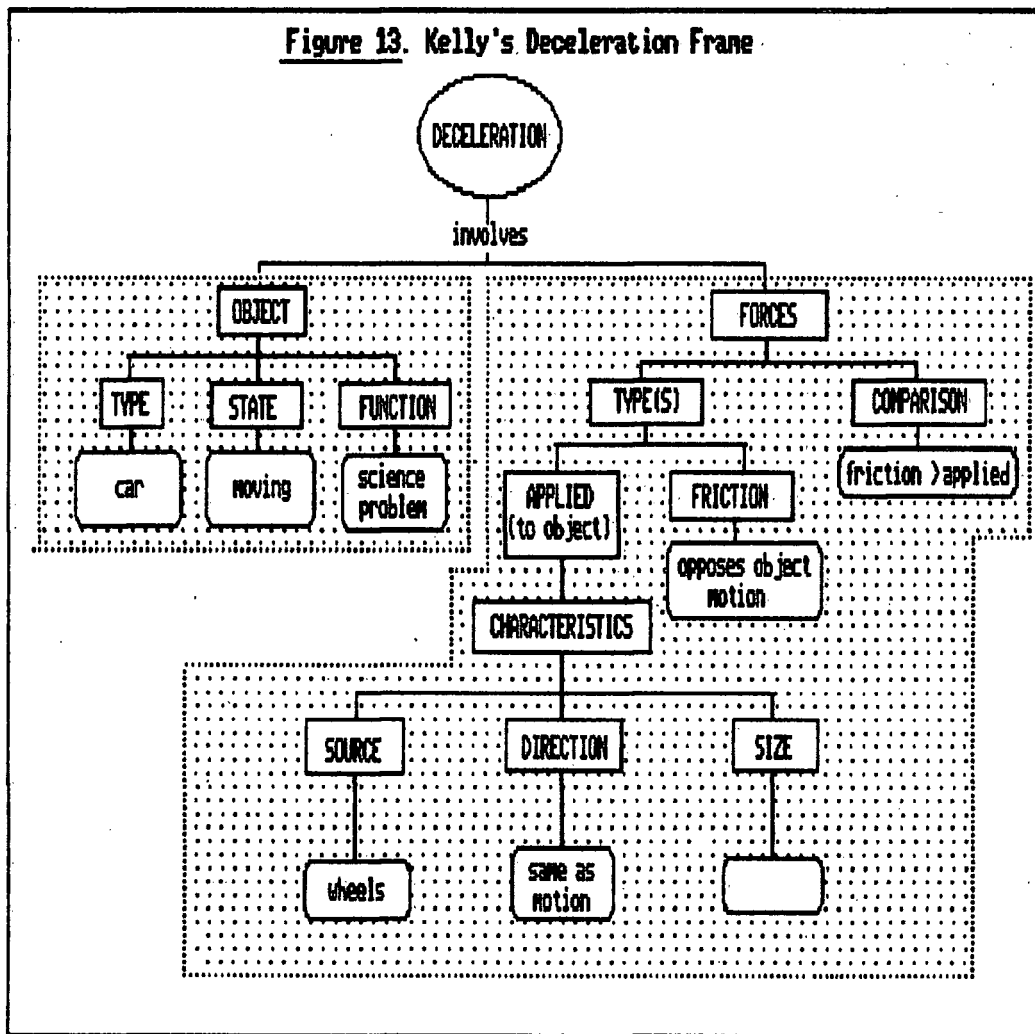 Figure 13. Kelly's Deceleration Frame
DECELERATION
involves
OBJECT
FORCES
TYPE
STATE
FUNCTION
TYPE(S)
COMPARISON
car
moving
science
problem
APPLIED
(to object)
FRICTION
friction >applied
opposes object
motion
CHARACTERISTICS
SOURCE
DIRECTION
SIZE
wheels
same as
motion